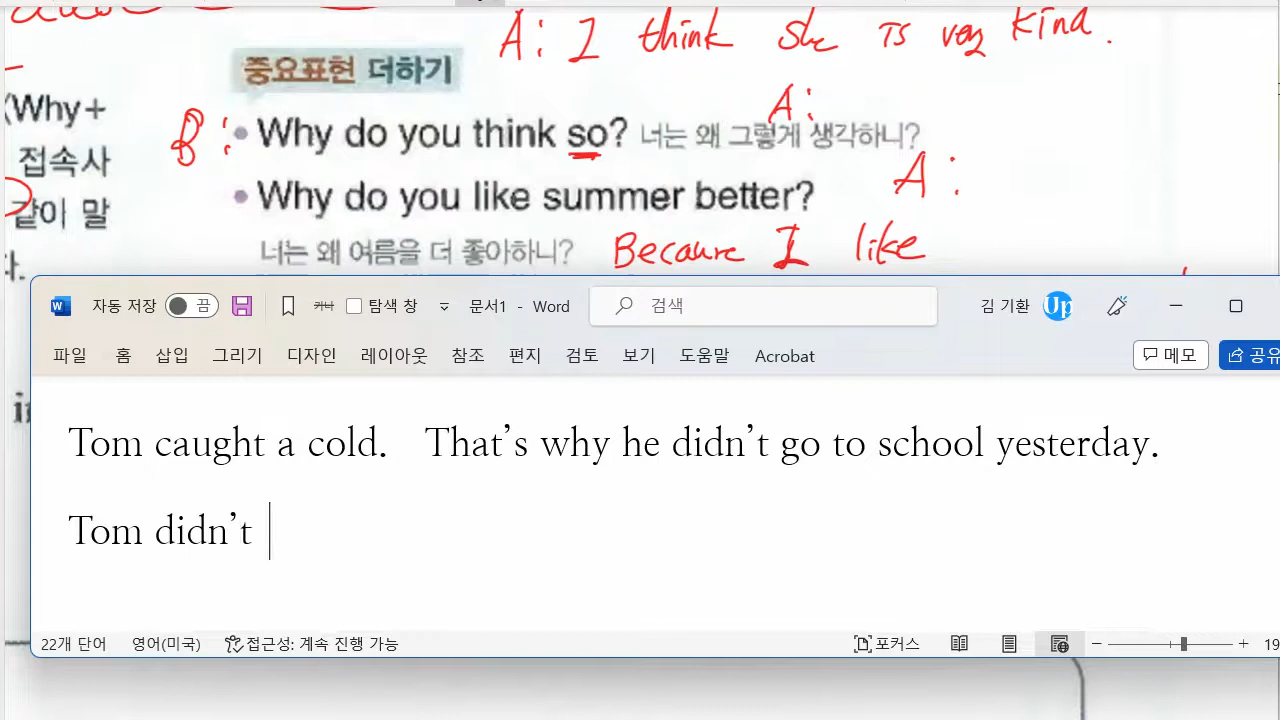 A: I think she is very kind.
중요표현 더하기
(Why+
A:
B: • Why do you think so? 너는 왜 그렇게 생각하니?
접속사
A:
• Why do you like summer better?
같이 말
너는 왜 여름을 더 좋아하니? Because I like
다.
자동 저장 끔 가나 탐색 창 문서1 - Word 검색 김 기환 Up
파일 홈 삽입 그리기 디자인 레이아웃 참조 편지 검토 보기 도움말 Acrobat 메모 공유
Tom caught a cold. That's why he didn't go to school yesterday.
Tom didn't
22개 단어 영어(미국) 접근성: 계속 진행 가능 포커스 − + 19